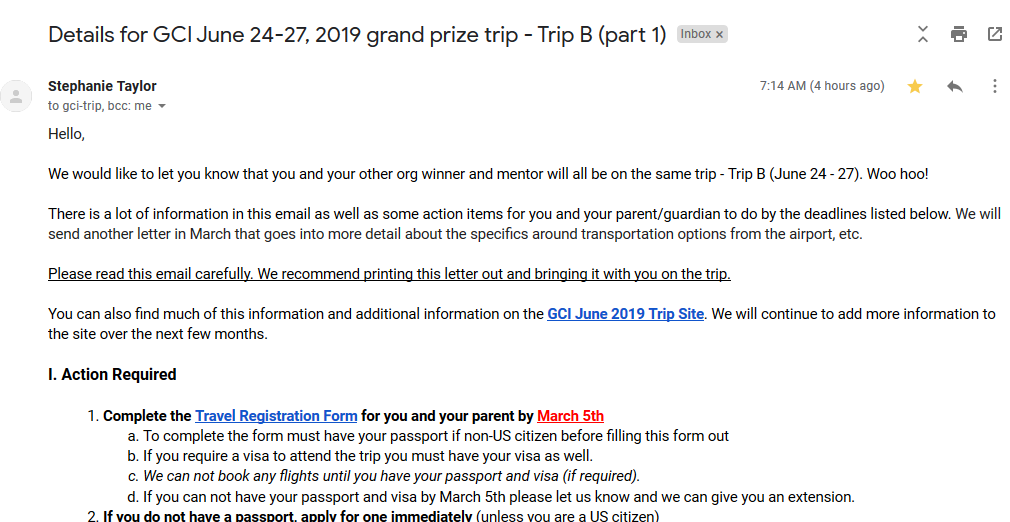 Details for GCI June 24-27, 2019 grand prize trip - Trip B (part 1) Inbox x
Stephanie Taylor 7:14 AM (4 hours ago)
to gci-trip, bcc: me
Hello,
We would like to let you know that you and your other org winner and mentor will all be on the same trip - Trip B (June 24 - 27). Woo hoo!
There is a lot of information in this email as well as some action items for you and your parent/guardian to do by the deadlines listed below. We will
send another letter in March that goes into more detail about the specifics around transportation options from the airport, etc.
Please read this email carefully. We recommend printing this letter out and bringing it with you on the trip.
You can also find much of this information and additional information on the GCI June 2019 Trip Site. We will continue to add more information to
the site over the next few months.
I. Action Required
1. Complete the Travel Registration Form for you and your parent by March 5th
a. To complete the form must have your passport if non-US citizen before filling this form out
b. If you require a visa to attend the trip you must have your visa as well.
c. We can not book any flights until you have your passport and visa (if required).
d. If you can not have your passport and visa by March 5th please let us know and we can give you an extension.
2. If you do not have a passport, apply for one immediately (unless you are a US citizen)